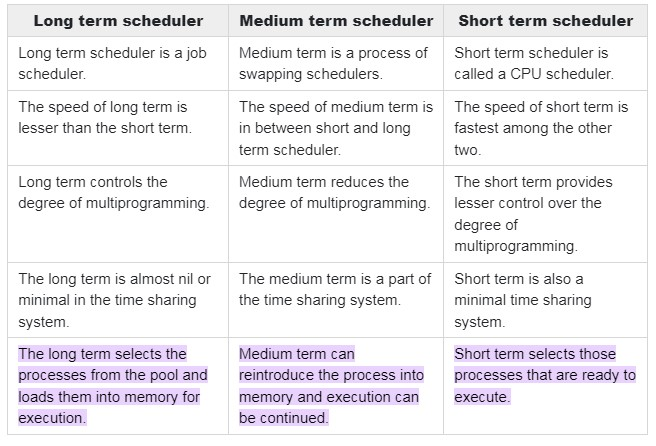 Long term scheduler
Medium term scheduler
Short term scheduler
Long term scheduler is a job
scheduler.
Medium term is a process of
swapping schedulers.
Short term scheduler is
called a CPU scheduler.
The speed of long term is
lesser than the short term.
The speed of medium term is
in between short and long
term scheduler.
The speed of short term is
fastest among the other
two.
Long term controls the
degree of multiprogramming.
Medium term reduces the
degree of multiprogramming.
The short term provides
lesser control over the
degree of
multiprogramming.
The long term is almost nil or
minimal in the time sharing
system.
The medium term is a part of
the time sharing system.
Short term is also a
minimal time sharing
system.
The long term selects the
processes from the pool and
loads them into memory for
execution.
Medium term can
reintroduce the process into
memory and execution can
be continued.
Short term selects those
processes that are ready to
execute.